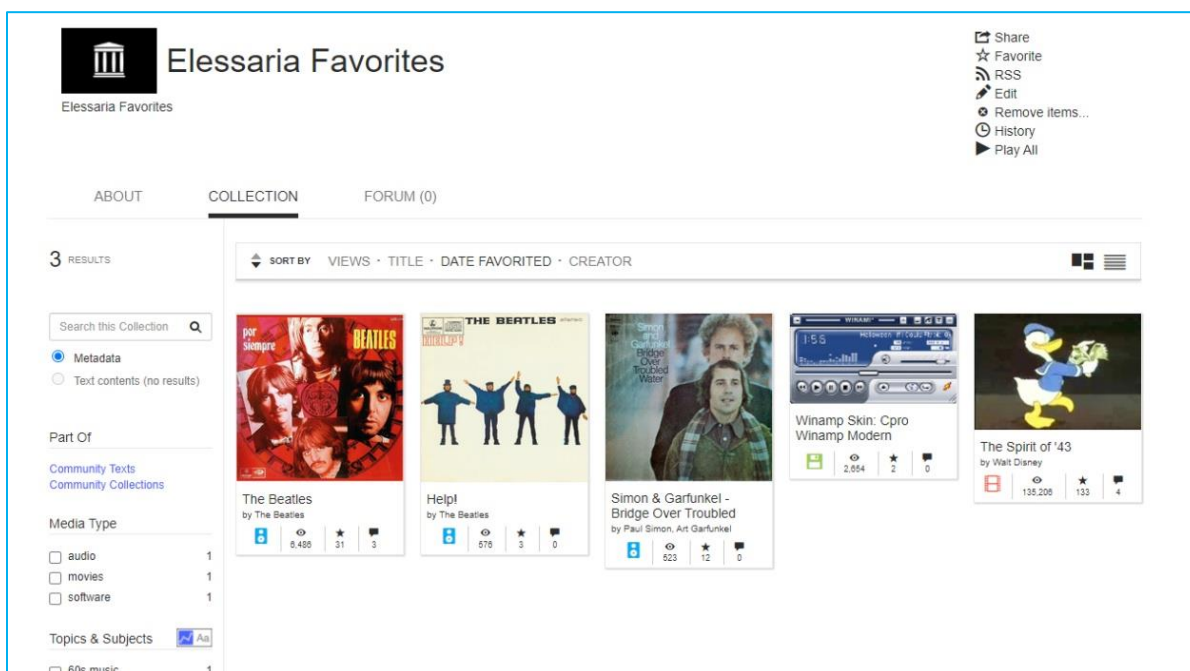 Elessaria Favorites
Elessaria Favorites
Share
Favorite
RSS
Edit
Remove items...
History
Play All
ABOUT
COLLECTION
FORUM (0)
3 RESULTS
SORT BY VIEWS · TITLE · DATE FAVORITED · CREATOR
Search this Collection
Metadata
Text contents (no results)
Part Of
Community Texts
Community Collections
Media Type
audio 1
movies 1
software 1
Topics & Subjects
Aa
60s music 1
por
siempre
BEATLES
The Beatles
by The Beatles
6,486 31 3
THE BEATLES
HELP!
Help!
by The Beatles
576 3 0
Simon
and
Garfunkel
Bridge
Over
Troubled
Water
Simon & Garfunkel -
Bridge Over Troubled
by Paul Simon, Art Garfunkel
523 12 0
WINAMP
1:56
Winamp Skin: Cpro
Winamp Modern
2,654 2 0
The Spirit of '43
by Walt Disney
135,206 133 4